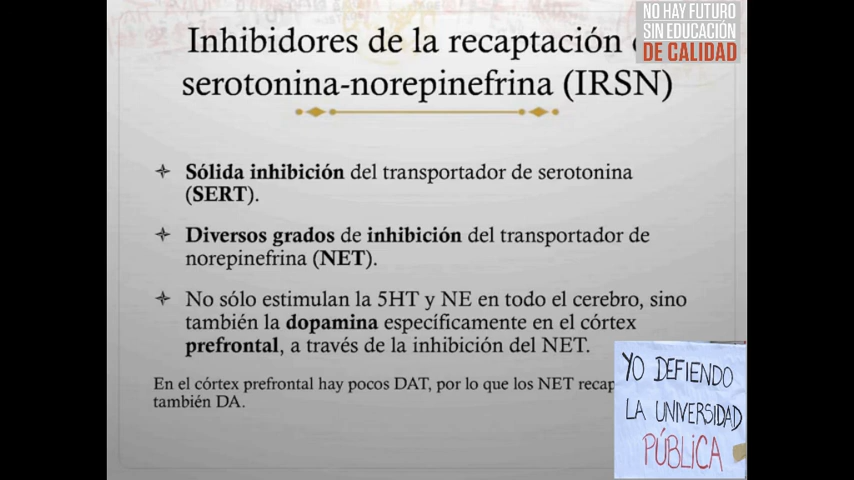 NO HAY FUTURO
SIN EDUCACIÓN
DE CALIDAD
Inhibidores de la recaptación
serotonina-norepinefrina (IRSN)
Sólida inhibición del transportador de serotonina
(SERT).
Diversos grados de inhibición del transportador de
norepinefrina (NET).
No sólo estimulan la 5HT y NE en todo el cerebro, sino
también la dopamina específicamente en el córtex
prefrontal, a través de la inhibición del NET.
En el córtex prefrontal hay pocos DAT, por lo que los NET recap
también DA.
YO DEFIENDO
LA UNIVERSIDAD
PÚBLICA